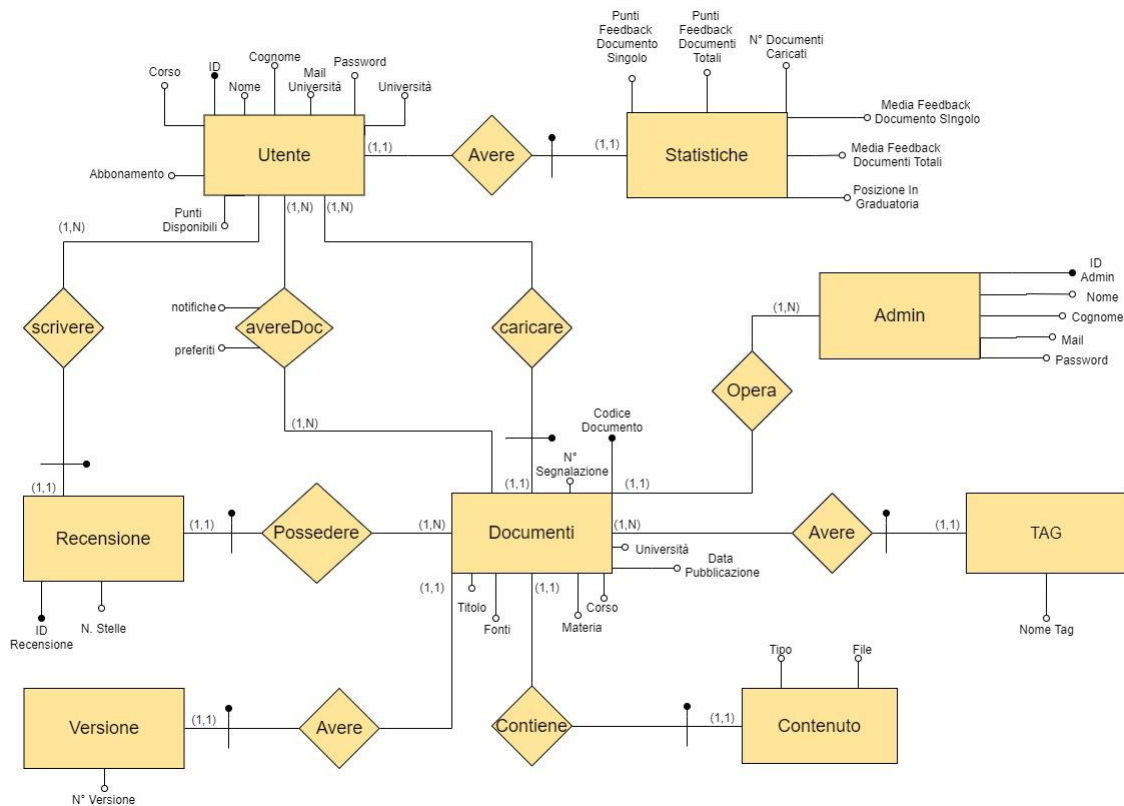 Punti
Feedback
Documento
Singolo
Punti
Feedback
Documenti
Totali
N° Documenti
Caricati
Corso
ID
Nome
Cognome
Mail
Università
Password
Università
Media Feedback
Documento SIngolo
Utente
(1,1)
Avere
(1,1)
Statistiche
Media Feedback
Documenti Totali
Abbonamento
Posizione In
Graduatoria
Punti
Disponibili
(1,N)
(1,N)
(1,N)
ID
Admin
Nome
Cognome
Mail
Password
(1,N)
Admin
notifiche
scrivere
avereDoc
caricare
preferiti
Opera
(1,N)
Codice
Documento
N°
Segnalazione
(1,1)
(1,1)
(1,1)
Recensione
(1,1)
Possedere
(1,N)
Documenti
(1,N)
Avere
(1,1)
TAG
Università
Data
Pubblicazione
(1,1)
(1,1)
Titolo
Fonti
Materia
Corso
ID
Recensione
N. Stelle
Nome Tag
Tipo
File
Versione
(1,1)
Avere
Contiene
(1,1)
Contenuto
N° Versione